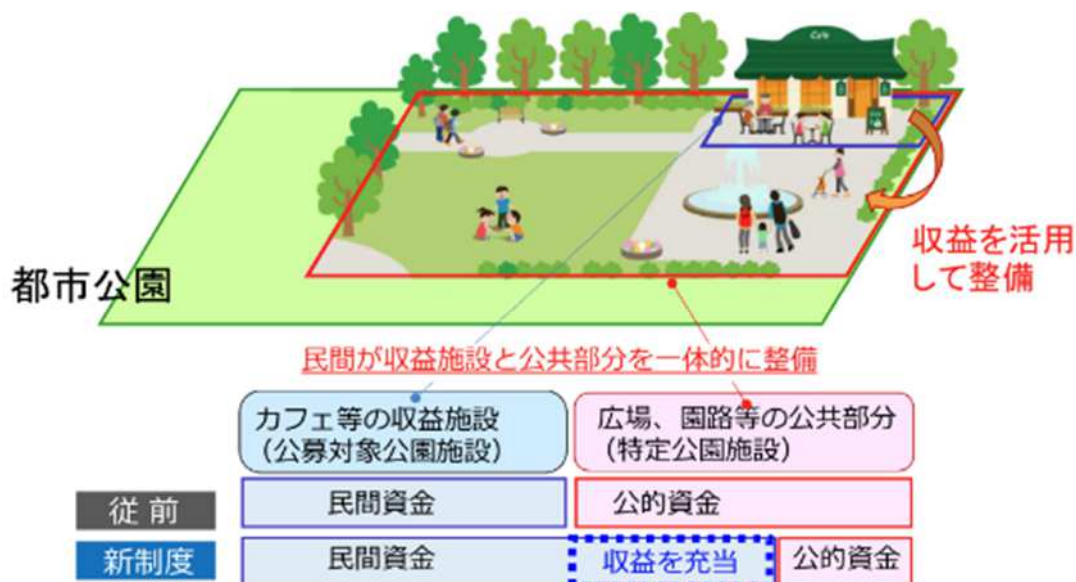 Cafe
収益を活用
して整備
都市公園
民間が収益施設と公共部分を一体的に整備
カフェ等の収益施設
(公募対象公園施設)
広場、園路等の公共部分
(特定公園施設)
従前
民間資金
公的資金
新制度
民間資金
収益を充当
公的資金